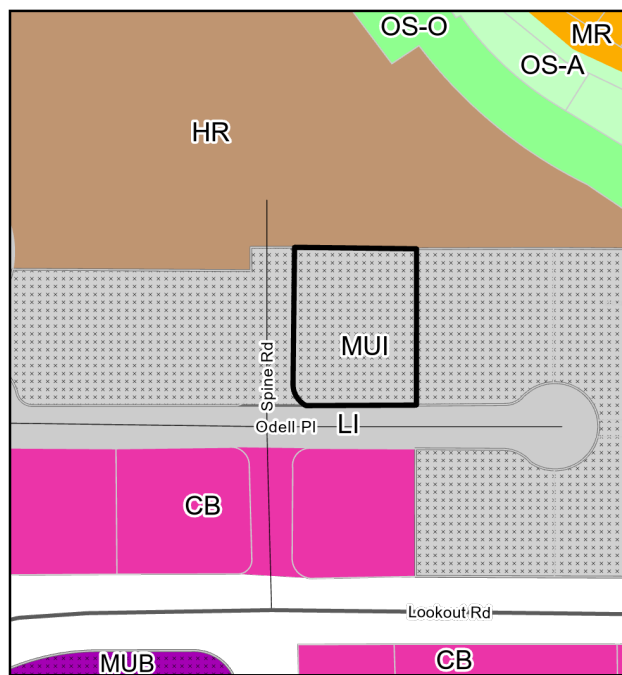 OS-O
MR
OS-A
HR
MUI
Spine Rd
Odell Pl
LI
CB
Lookout Rd
MUB
CB